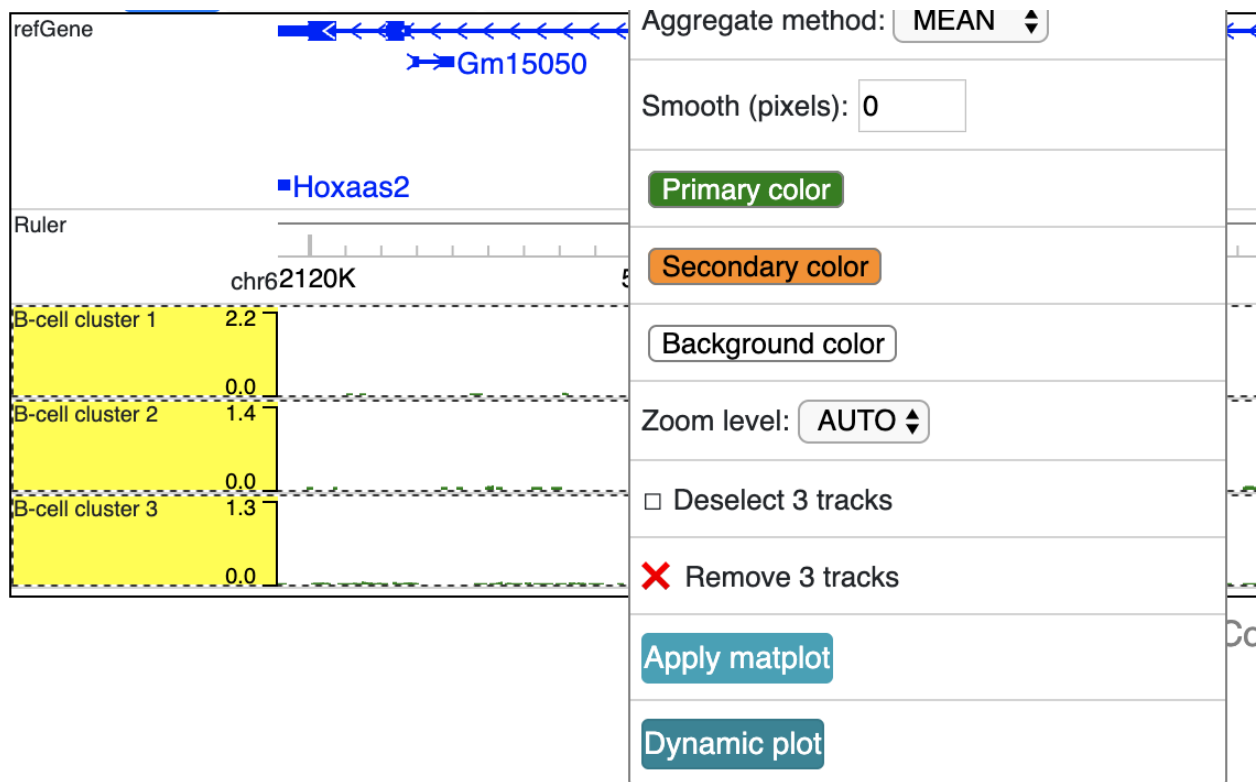 refGene
Gm15050
Hoxaas2
Ruler
chr6
2120K
B-cell cluster 1
2.2
0.0
B-cell cluster 2
1.4
0.0
B-cell cluster 3
1.3
0.0
Aggregate method: MEAN
Smooth (pixels): 0
Primary color
Secondary color
Background color
Zoom level: AUTO
Deselect 3 tracks
Remove 3 tracks
Apply matplot
Dynamic plot